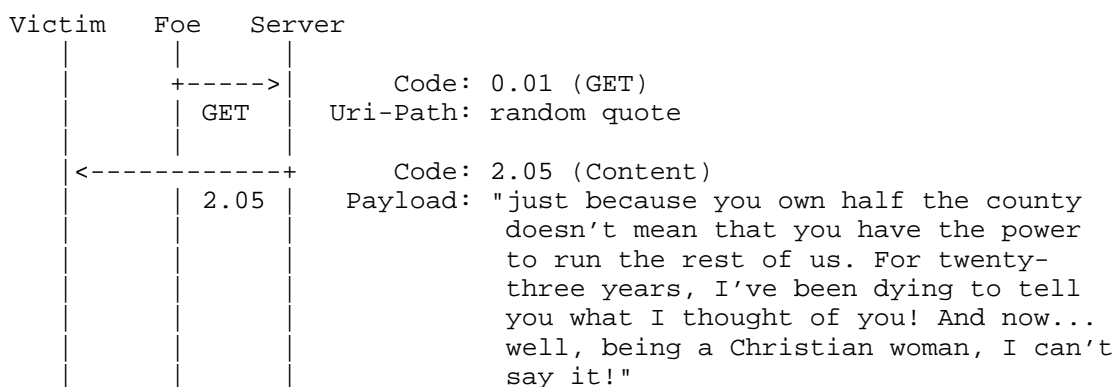 Victim Foe Server
+----->| Code: 0.01 (GET)
GET Uri-Path: random quote
<------------+ Code: 2.05 (Content)
2.05 Payload: "just because you own half the county
doesn't mean that you have the power
to run the rest of us. For twenty-
three years, I've been dying to tell
you what I thought of you! And now...
well, being a Christian woman, I can't
say it!"